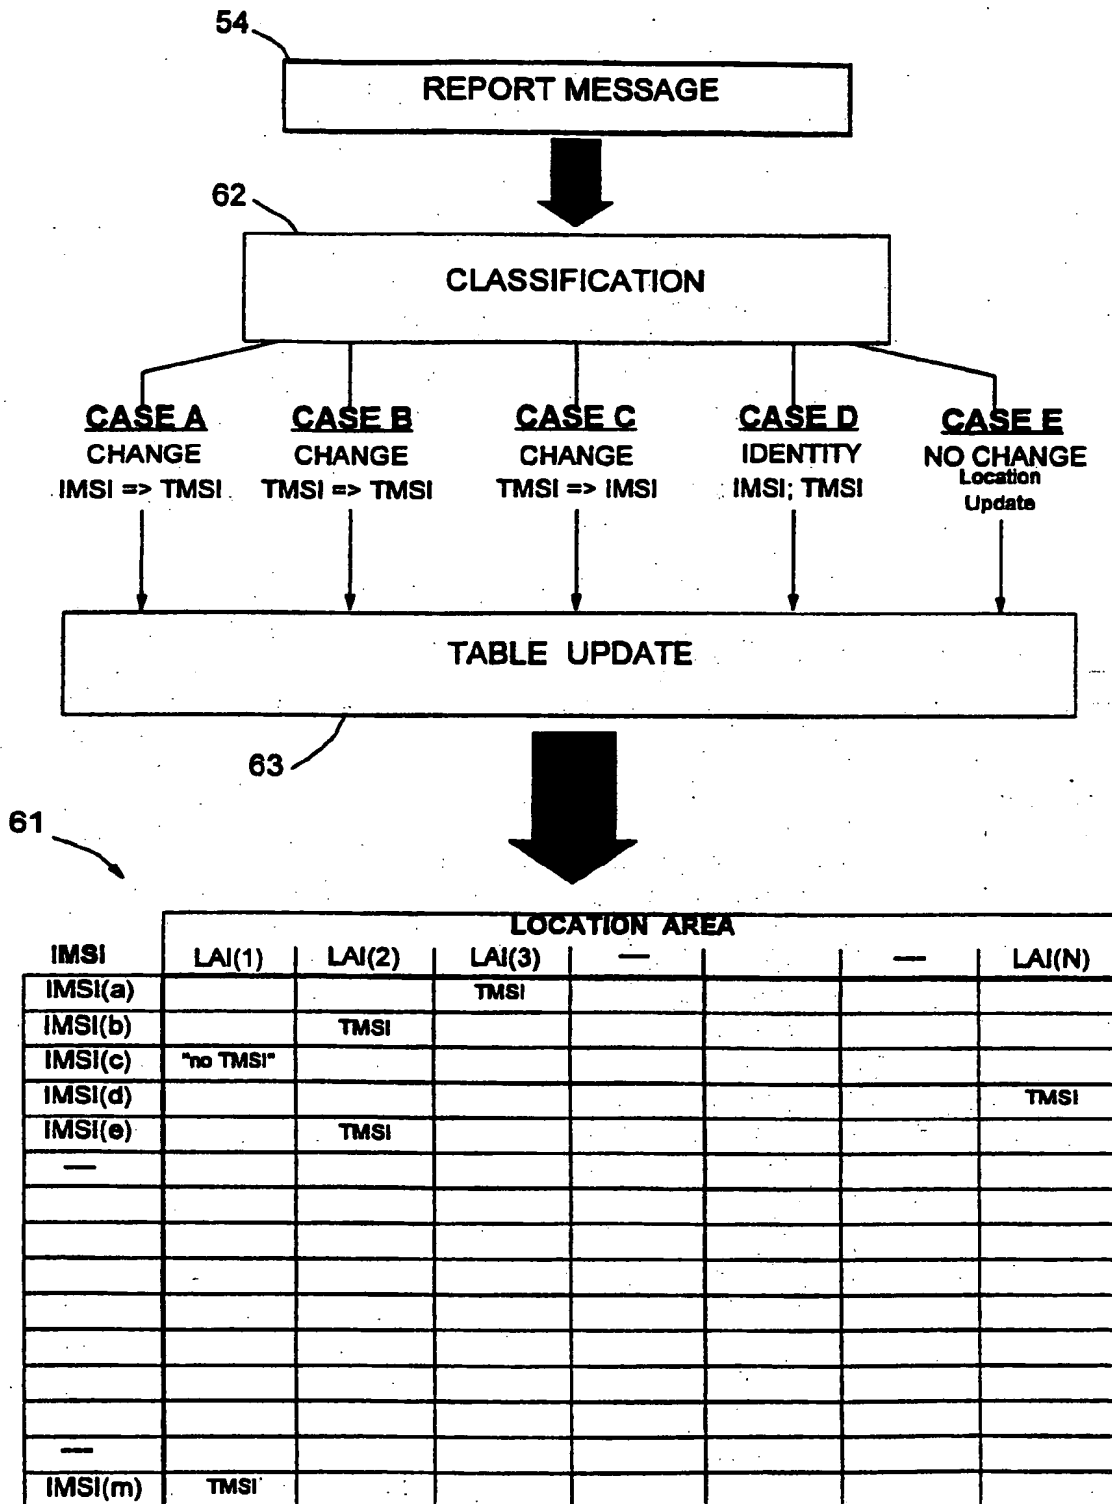 54
REPORT MESSAGE
62
CLASSIFICATION
CASE A CASE B CASE C CASE D CASE E
CHANGE CHANGE CHANGE IDENTITY NO CHANGE
IMSI => TMSI TMSI => TMSI TMSI => IMSI IMSI; TMSI Location
Update
TABLE UPDATE
63
61
LOCATION AREA
IMSI LAI(1) LAI(2) LAI(3) — — LAI(N)
IMSI(a) TMSI
IMSI(b) TMSI
IMSI(c) "no TMSI"
IMSI(d) TMSI
IMSI(e) TMSI
—
—
IMSI(m) TMSI